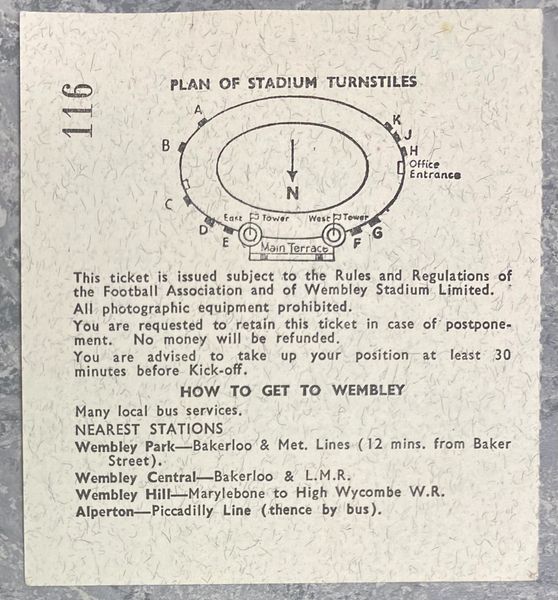 116
PLAN OF STADIUM TURNSTILES
A
K
J
B
H
Office
Entrance
N
C
East Tower
West Tower
D
G
E
F
Main Terrace
This ticket is issued subject to the Rules and Regulations of
the Football Association and of Wembley Stadium Limited.
All photographic equipment prohibited.
You are requested to retain this ticket in case of postpone-
ment. No money will be refunded.
You are advised to take up your position at least 30
minutes before Kick-off.
HOW TO GET TO WEMBLEY
Many local bus services.
NEAREST STATIONS
Wembley Park—Bakerloo & Met. Lines (12 mins. from Baker
Street).
Wembley Central—Bakerloo & L.M.R.
Wembley Hill—Marylebone to High Wycombe W.R.
Alperton—Piccadilly Line (thence by bus).